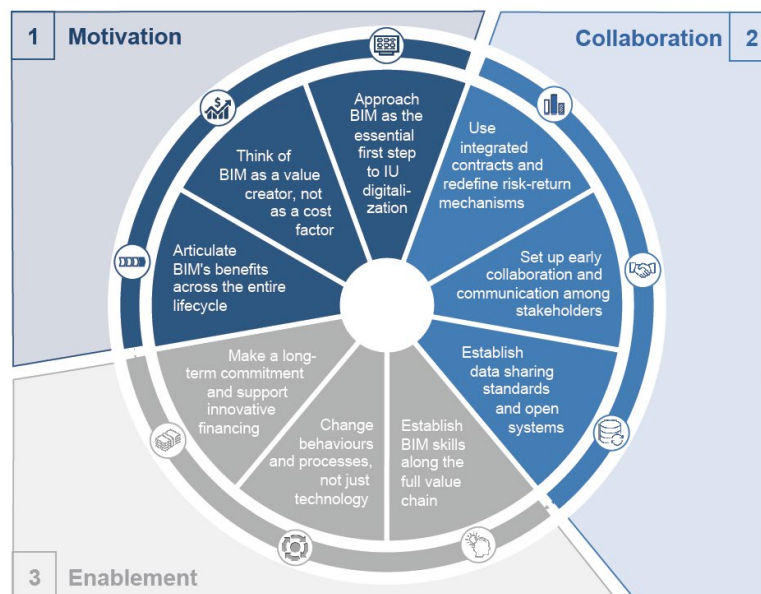 1 Motivation
Collaboration 2
Approach
BIM as the
essential
first step
to IU
digitali-
zation
Think of
BIM as a value
creator, not
as a cost
factor
Articulate
BIM's benefits
across the entire
lifecycle
Use
integrated
contracts and
redefine risk-return
mechanisms
Set up early
collaboration and
communication among
stakeholders
Establish
data sharing
standards
and open
systems
Establish
BIM skills
along the
full value
chain
Change
behaviours
and processes,
not just
technology
Make a long-
term commitment
and support
innovative
financing
3 Enablement
$